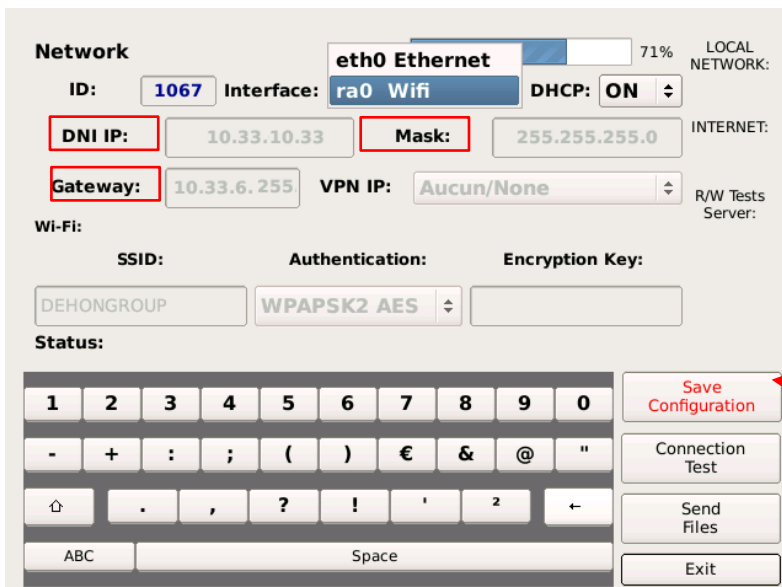 Network
eth0 Ethernet
71%
LOCAL NETWORK:
ID: 1067 Interface: ra0 Wifi DHCP: ON
DNI IP: 10.33.10.33 Mask: 255.255.255.0
INTERNET:
Gateway: 10.33.6. 255. VPN IP: Aucun/None
R/W Tests Server:
Wi-Fi:
SSID: Authentication: Encryption Key:
DEHONGROUP WPAPSK2 AES
Status:
1 2 3 4 5 6 7 8 9 0
- + : ; ( ) € & @ "
. , ? ! ' ²
ABC Space
Save
Configuration
Connection
Test
Send
Files
Exit